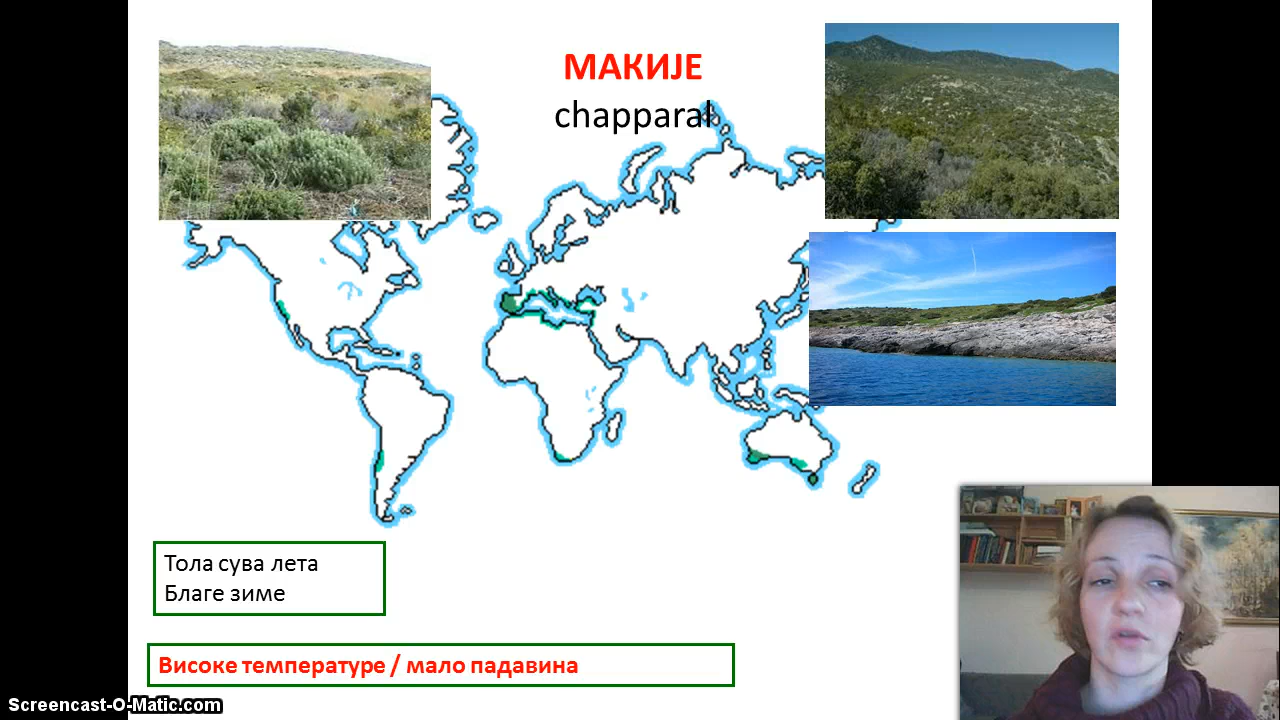 МАКИЈЕ
chapparal
Тола сува лета
Благе зиме
Високе температуре / мало падавина
Screencast-O-Matic.com